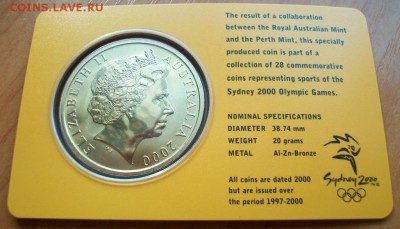 COINS.LAVE.RU
The result of a collaboration
between the Royal Australian Mint
and the Perth Mint, this specially
produced coin is part of a
collection of 28 commemorative
coins representing sports of the
Sydney 2000 Olympic Games.
ELIZABETH II AUSTRALIA 2000
NOMINAL SPECIFICATIONS
DIAMETER 38.74 mm
WEIGHT 20 grams
METAL Al-Zn-Bronze
All coins are dated 2000
but are issued over
the period 1997-2000
Sydney 2000